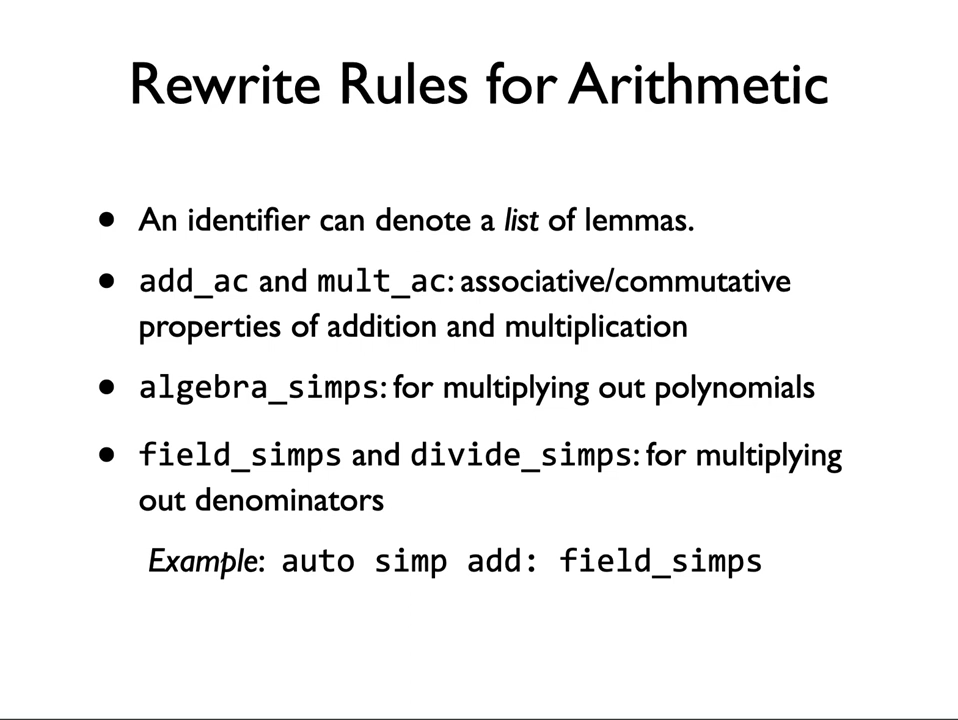 Rewrite Rules for Arithmetic
• An identifier can denote a list of lemmas.
• add_ac and mult_ac: associative/commutative
properties of addition and multiplication
• algebra_simps: for multiplying out polynomials
• field_simps and divide_simps: for multiplying
out denominators
Example: auto simp add: field_simps